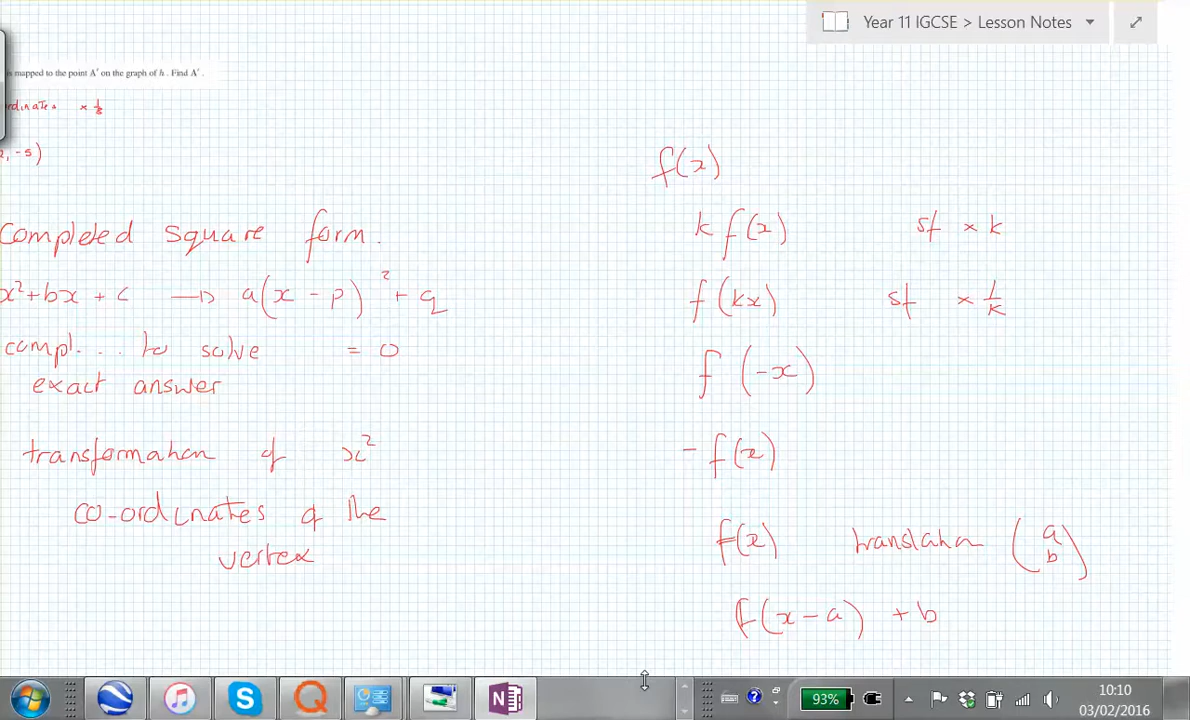 Year 11 IGCSE > Lesson Notes
is mapped to the point A' on the graph of h . Find A' .
rdinates × 1/2
, -5)
Completed square form.
x²+bx + c → a(x - p)² + q
compl. . . to solve = 0
exact answer
transformation of x²
co-ordinates of the
vertex
f(x)
k f(x) sf × k
f(kx) sf × 1/k
f (-x)
- f(x)
f(x) translation (a b)
f(x - a) + b
93%
10:10
03/02/2016